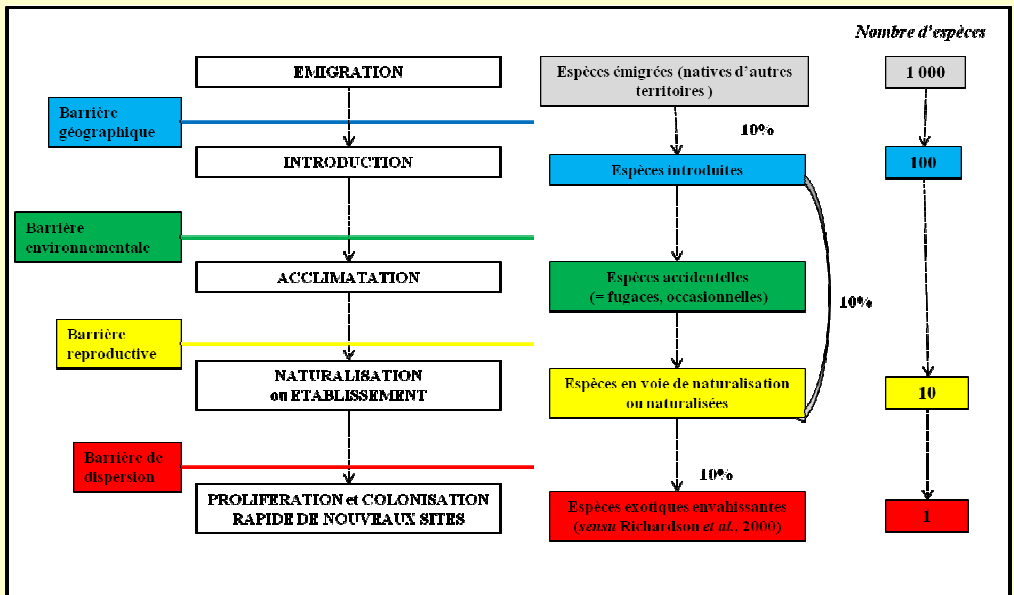 Nombre d'espèces
EMIGRATION
Espèces émigrées (natives d'autres
territoires )
1 000
Barrière
géographique
10%
INTRODUCTION
Espèces introduites
100
Barrière
environnementale
ACCLIMATATION
Espèces accidentelles
(= fugaces, occasionnelles)
10%
Barrière
reproductive
NATURALISATION
ou ETABLISSEMENT
Espèces en voie de naturalisation
ou naturalisées
10
Barrière de
dispersion
10%
PROLIFERATION et COLONISATION
RAPIDE DE NOUVEAUX SITES
Espèces exotiques envahissantes
(sensu Richardson et al., 2000)
1